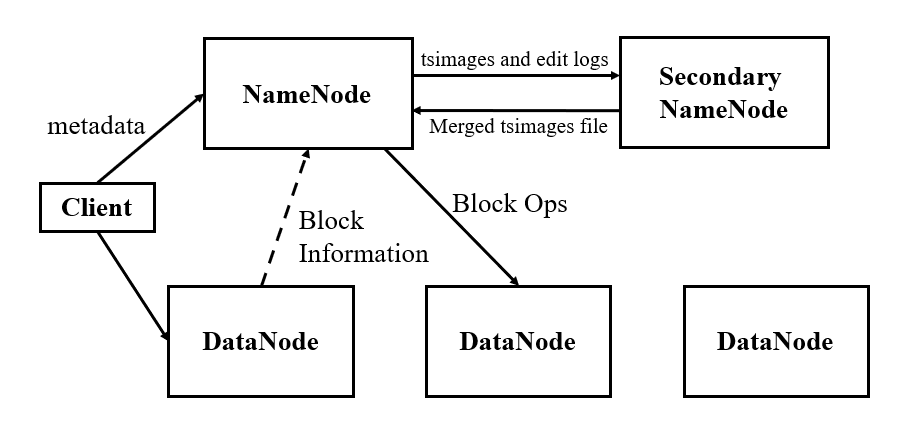 NameNode
tsimages and edit logs
Secondary
NameNode
Merged tsimages file
metadata
Client
Block Ops
Block
Information
DataNode
DataNode
DataNode